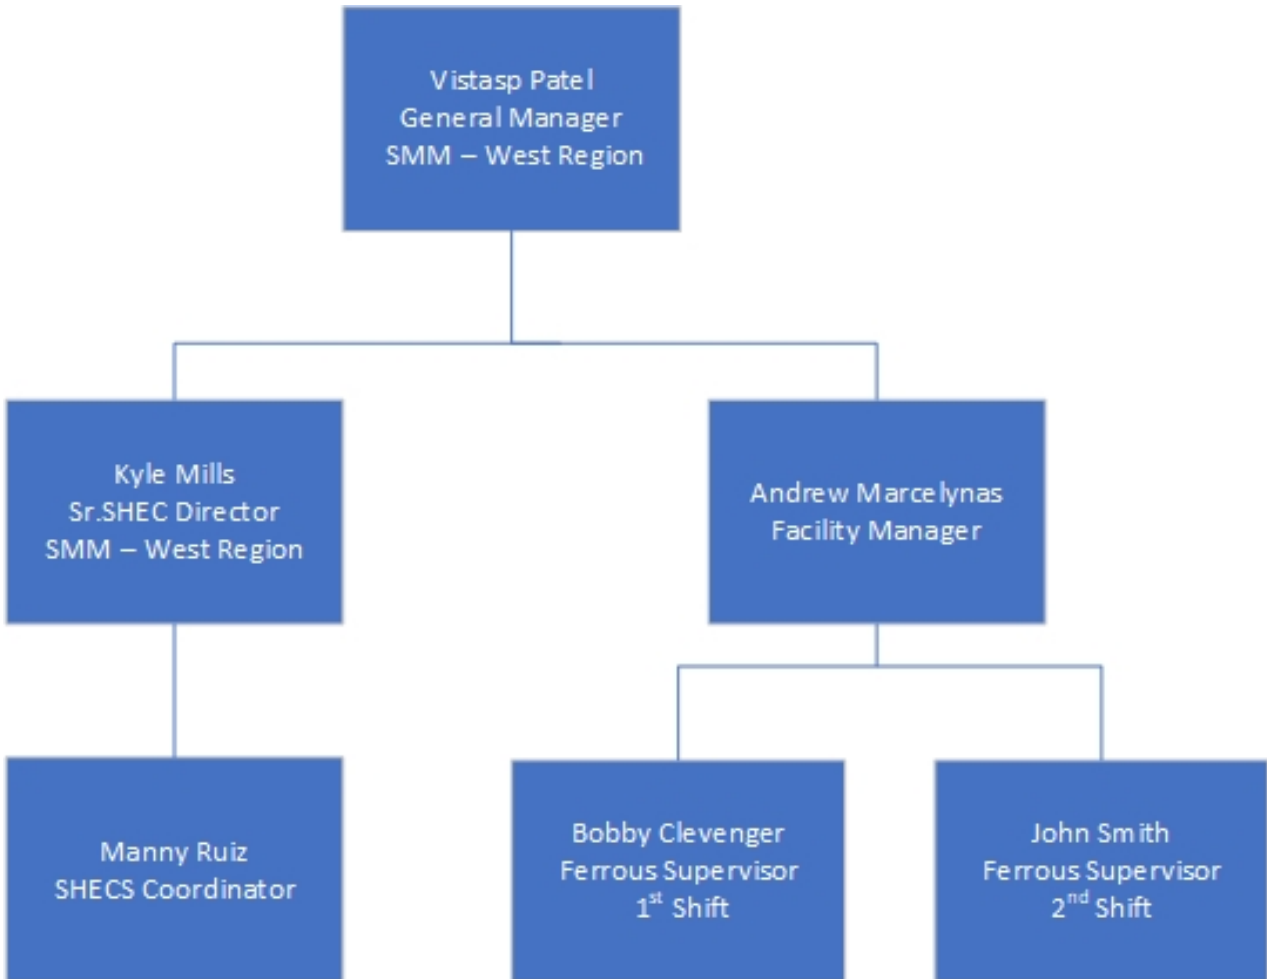 Vistasp Patel
General Manager
SMM – West Region
Kyle Mills
Sr.SHEC Director
SMM – West Region
Andrew Marcelynas
Facility Manager
Manny Ruiz
SHECS Coordinator
Bobby Clevenger
Ferrous Supervisor
1st Shift
John Smith
Ferrous Supervisor
2nd Shift